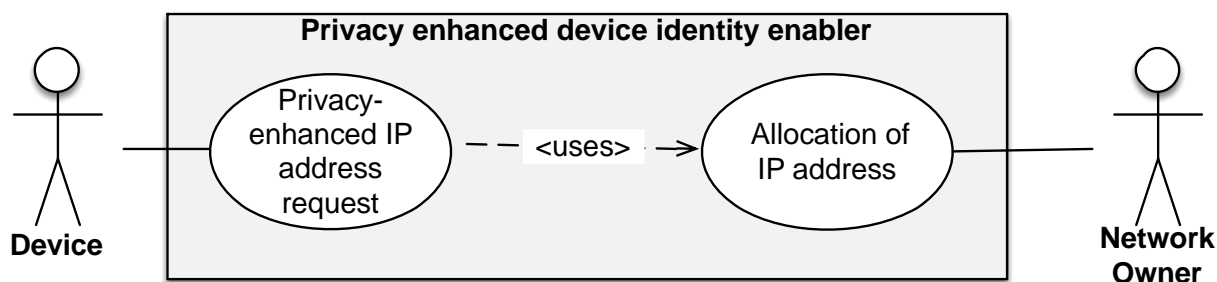 Privacy enhanced device identity enabler
Privacy-
enhanced IP
address
request
<uses>
Allocation of
IP address
Device
Network
Owner